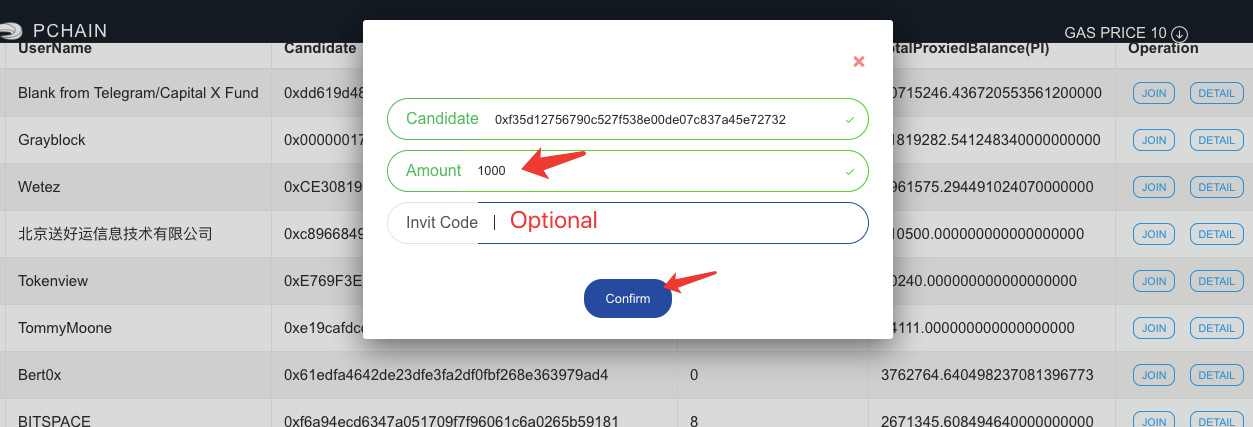 PCHAIN
GAS PRICE 10
UserName Candidate talProxiedBalance(PI) Operation
Blank from Telegram/Capital X Fund 0xdd619d48 0715246.436720553561200000 JOIN DETAIL
Candidate 0xf35d12756790c527f538e00de07c837a45e72732
Grayblock 0x00000017 1819282.541248340000000000 JOIN DETAIL
Amount 1000
Wetez 0xCE30819 961575.294491024070000000 JOIN DETAIL
Invit Code Optional
北京送好运信息技术有限公司 0xc8966849 10500.000000000000000000 JOIN DETAIL
Tokenview 0xE769F3E 0240.000000000000000000 JOIN DETAIL
Confirm
TommyMoone 0xe19cafdc 4111.000000000000000000 JOIN DETAIL
Bert0x 0x61edfa4642de23dfe3fa2df0fbf268e363979ad4 0 3762764.640498237081396773 JOIN DETAIL
BITSPACE 0xf6a94ecd6347a051709f7f96061c6a0265b59181 8 2671345.608494640000000000 JOIN DETAIL